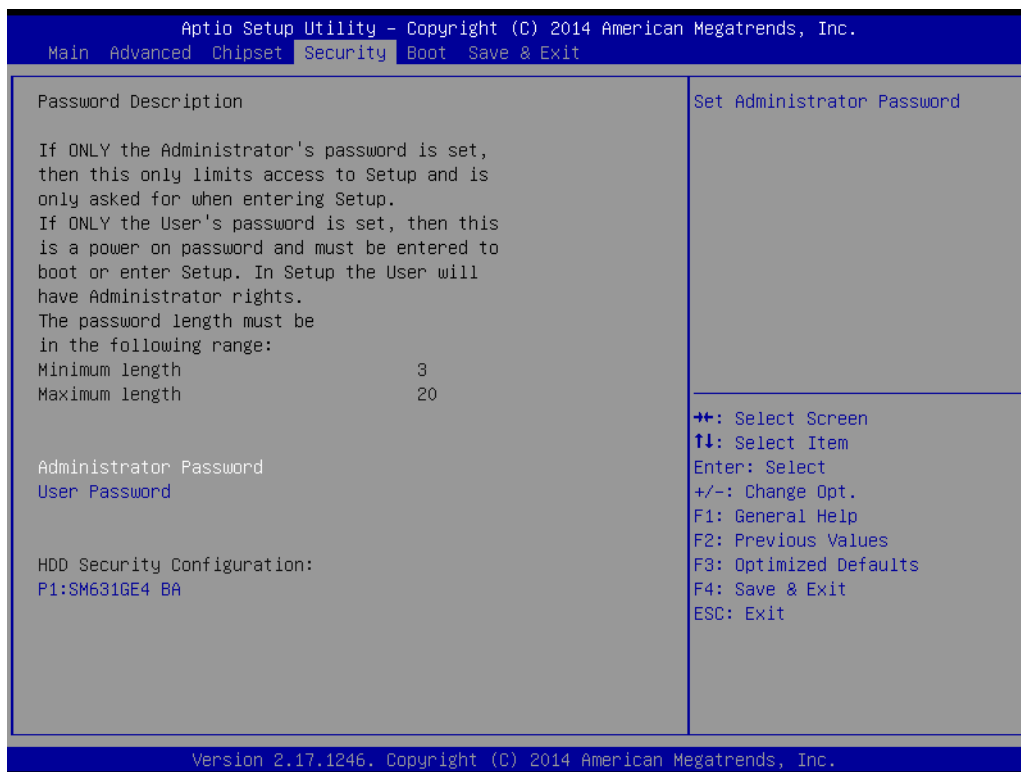 Aptio Setup Utility – Copyright (C) 2014 American Megatrends, Inc.
Main Advanced Chipset Security Boot Save & Exit
Password Description
If ONLY the Administrator's password is set,
then this only limits access to Setup and is
only asked for when entering Setup.
If ONLY the User's password is set, then this
is a power on password and must be entered to
boot or enter Setup. In Setup the User will
have Administrator rights.
The password length must be
in the following range:
Minimum length 3
Maximum length 20
Administrator Password
User Password
HDD Security Configuration:
P1:SM631GE4 BA
Set Administrator Password
→←: Select Screen
↑↓: Select Item
Enter: Select
+/-: Change Opt.
F1: General Help
F2: Previous Values
F3: Optimized Defaults
F4: Save & Exit
ESC: Exit
Version 2.17.1246. Copyright (C) 2014 American Megatrends, Inc.